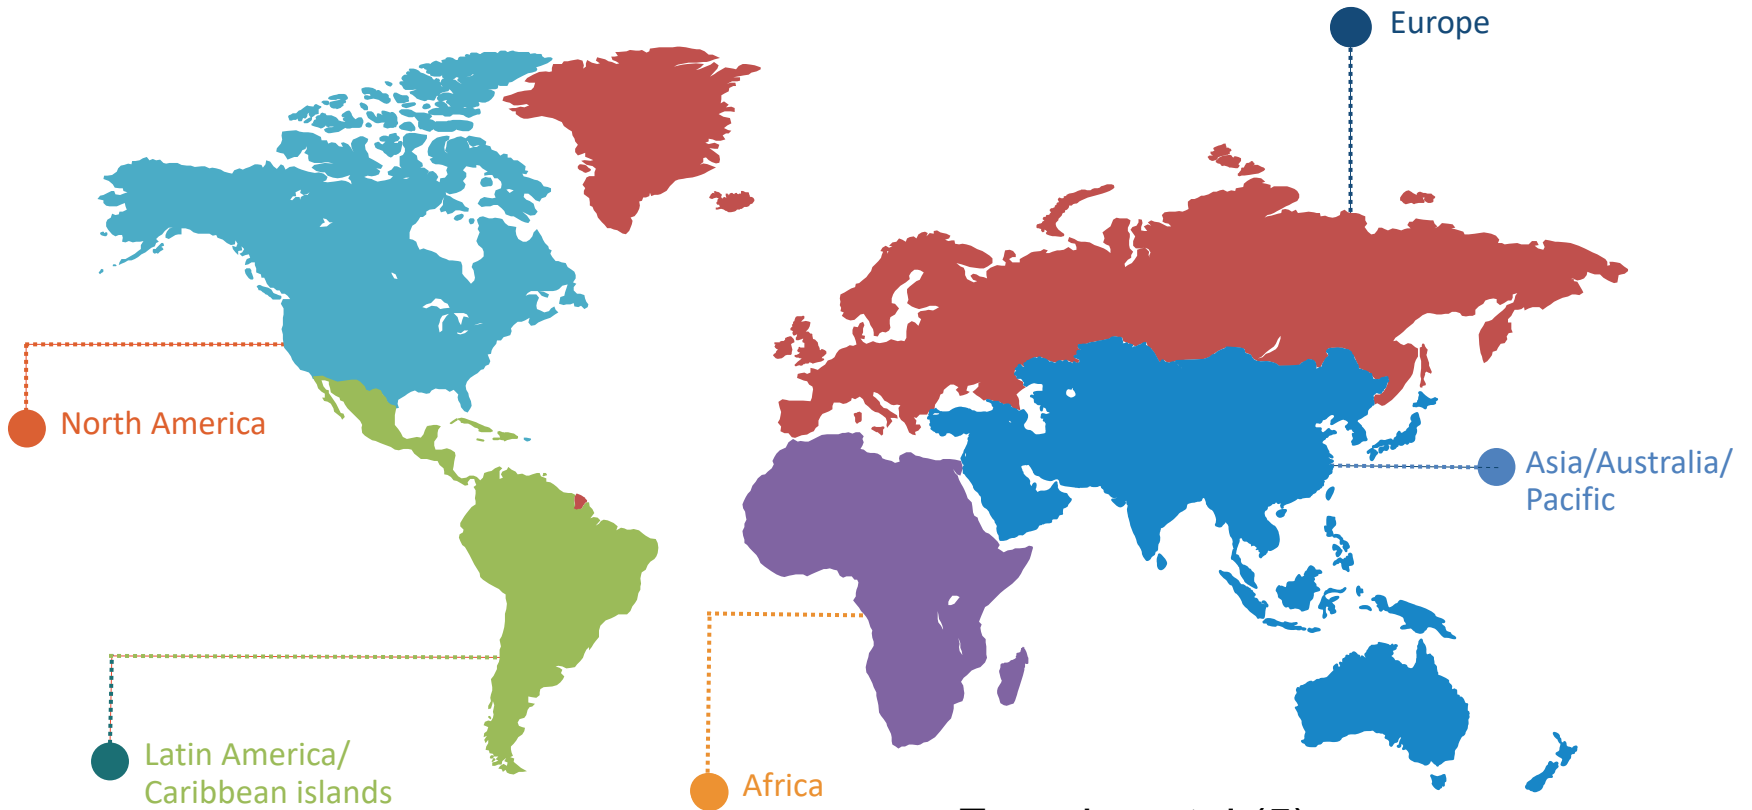 Europe
North America
Asia/Australia/
Pacific
Latin America/
Caribbean islands
Africa